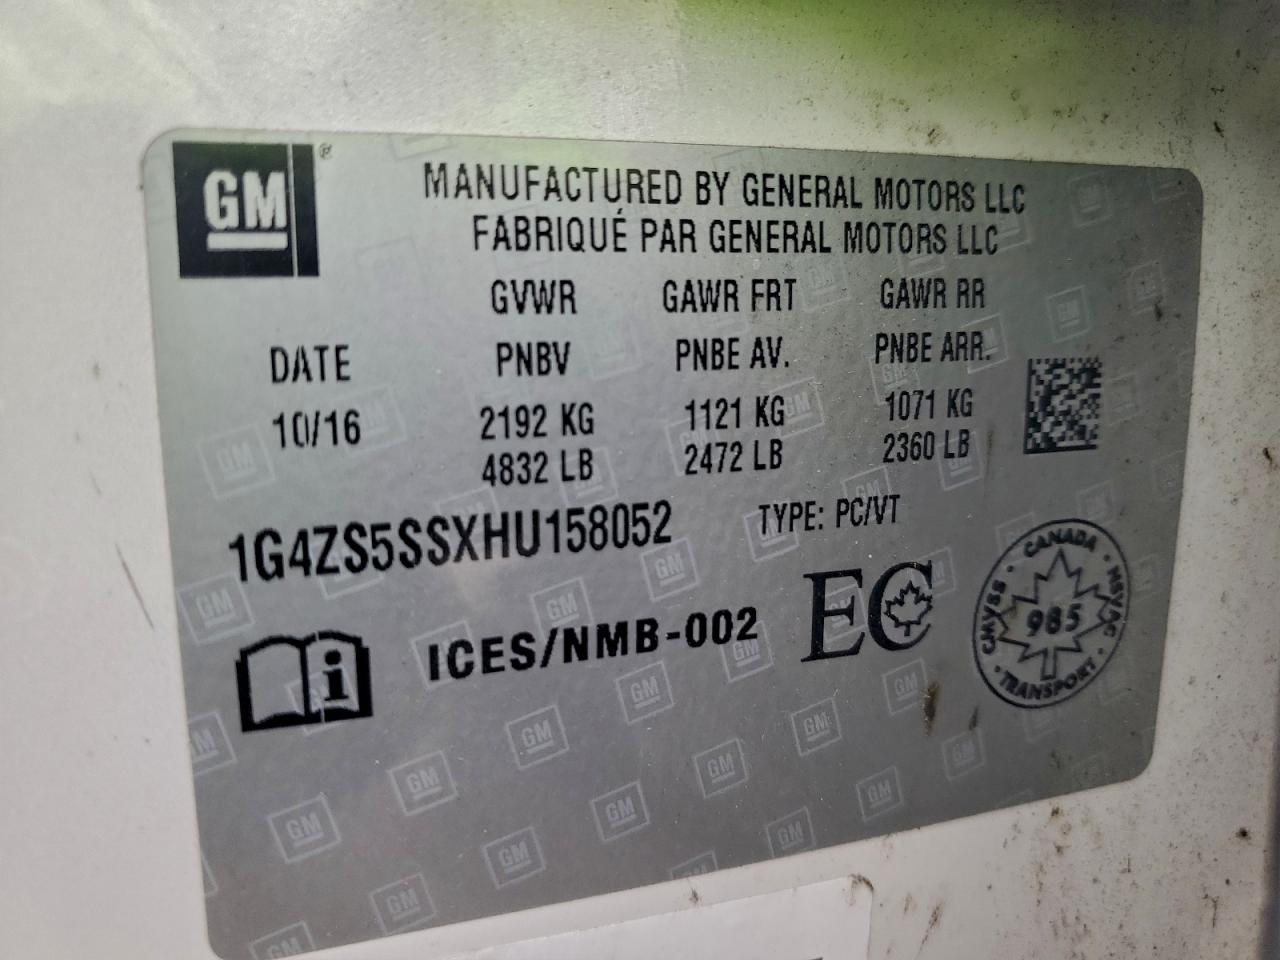 GM
MANUFACTURED BY GENERAL MOTORS LLC
FABRIQUÉ PAR GENERAL MOTORS LLC
GVWR GAWR FRT GAWR RR
DATE PNBV PNBE AV. PNBE ARR.
10/16 2192 KG 1121 KG 1071 KG
4832 LB 2472 LB 2360 LB
1G4ZS5SSXHU158052 TYPE: PC/VT
ICES/NMB-002 EC
CANADA
CMVSS · NSVAC
985
TRANSPORT